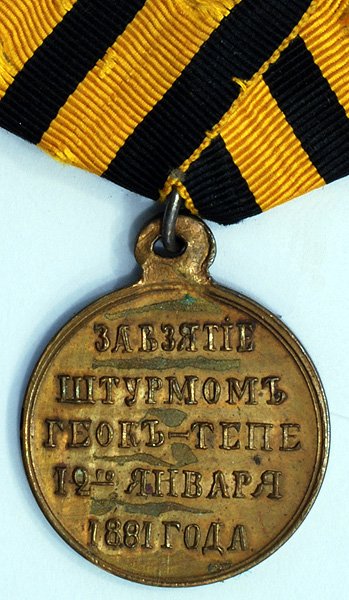 ЗА ВЗЯТІЕ
ШТУРМОМЪ
ГЕОКЪ-ТЕПЕ
12го ЯНВАРЯ
1881 ГОДА